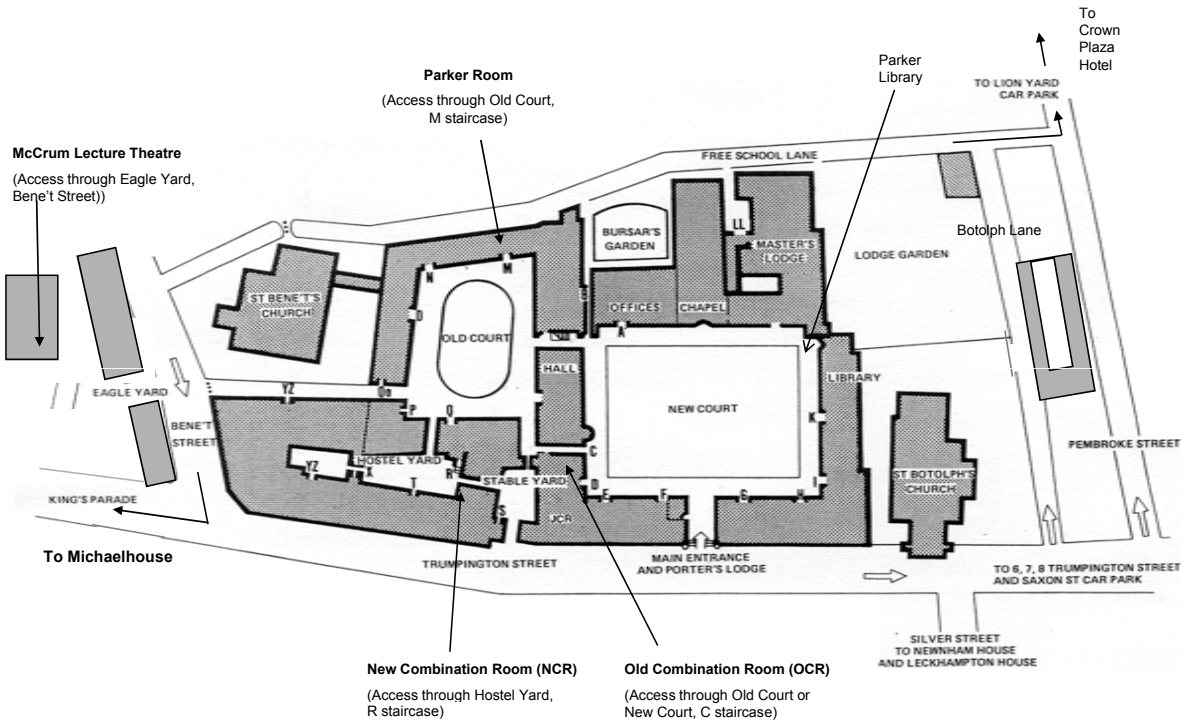 To
Crown
Plaza
Hotel
Parker
Library
Parker Room
(Access through Old Court,
M staircase)
TO LION YARD
CAR PARK
McCrum Lecture Theatre
(Access through Eagle Yard,
Bene't Street))
FREE SCHOOL LANE
BURSAR'S
GARDEN
LL
MASTER'S
LODGE
LODGE GARDEN
Botolph Lane
ST BENE'T'S
CHURCH
N
M
O
B
OFFICES
CHAPEL
A
OLD COURT
HALL
NEW COURT
LIBRARY
K
EAGLE YARD
YZ
On
P
Q
BENE'T
STREET
C
PEMBROKE STREET
HOSTEL YARD
YZ
X
T
R
STABLE YARD
D
E
F
G
H
I
ST BOTOLPH'S
CHURCH
KING'S PARADE
S
JCR
To Michaelhouse
TRUMPINGTON STREET
MAIN ENTRANCE
AND PORTER'S LODGE
TO 6, 7, 8 TRUMPINGTON STREET
AND SAXON ST CAR PARK
SILVER STREET
TO NEWNHAM HOUSE
AND LECKHAMPTON HOUSE
New Combination Room (NCR)
(Access through Hostel Yard,
R staircase)
Old Combination Room (OCR)
(Access through Old Court or
New Court, C staircase)